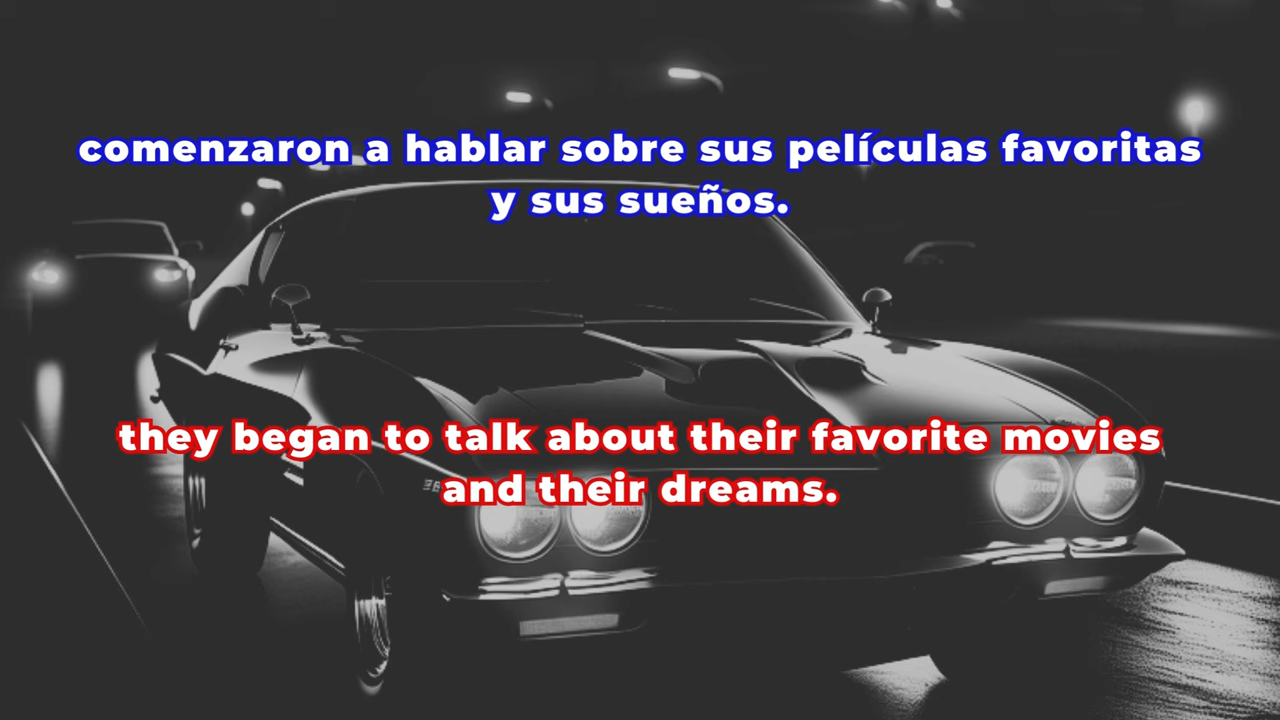 comenzaron a hablar sobre sus películas favoritas
y sus sueños.
they began to talk about their favorite movies
and their dreams.